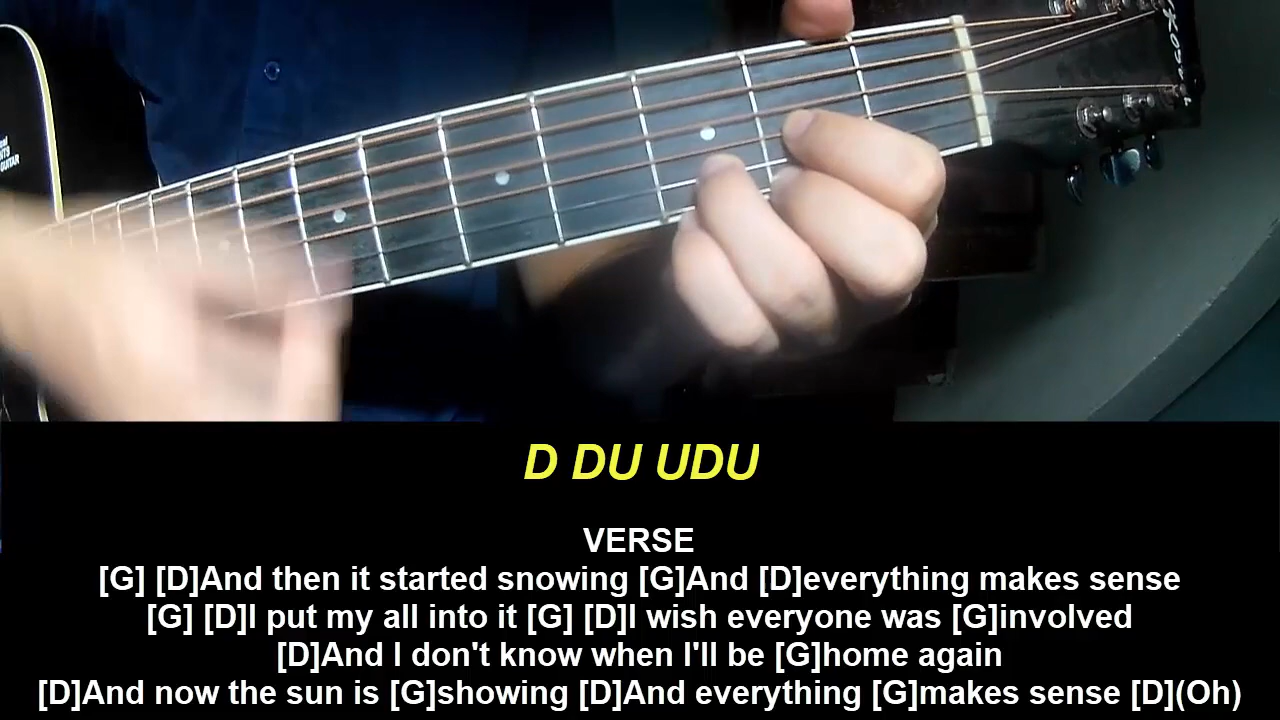 NTS
GUITAR
D DU UDU
VERSE
[G] [D]And then it started snowing [G]And [D]everything makes sense
[G] [D]I put my all into it [G] [D]I wish everyone was [G]involved
[D]And I don't know when I'll be [G]home again
[D]And now the sun is [G]showing [D]And everything [G]makes sense [D](Oh)